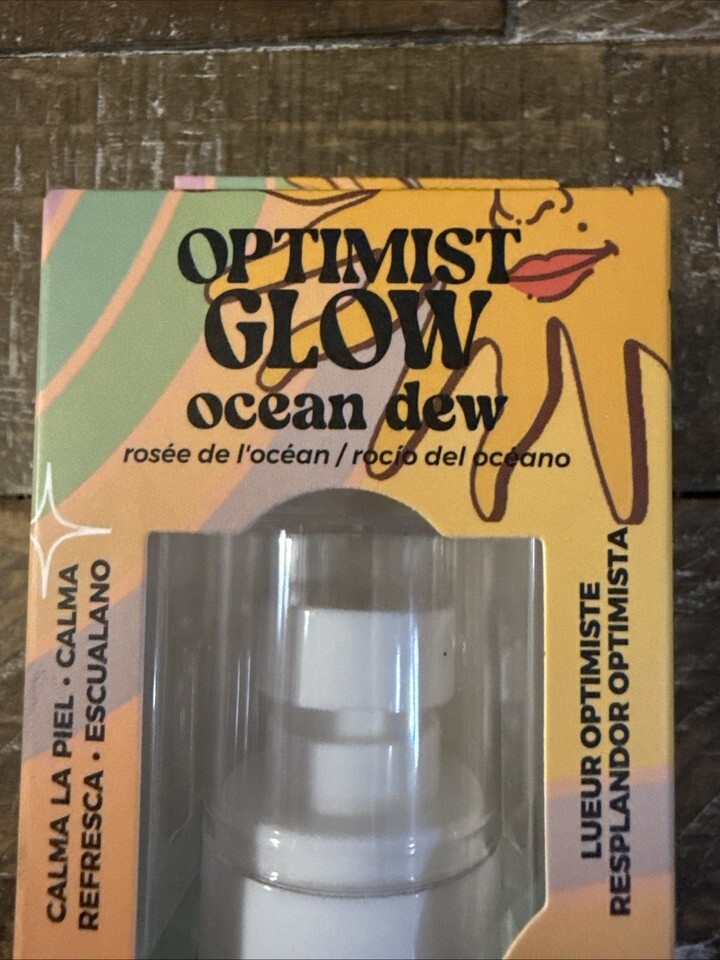 OPTIMIST
GLOW
ocean dew
rosée de l'océan / rocío del océano
CALMA LA PIEL • CALMA
REFRESCA • ESCUALANO
LUEUR OPTIMISTE
RESPLANDOR OPTIMISTA